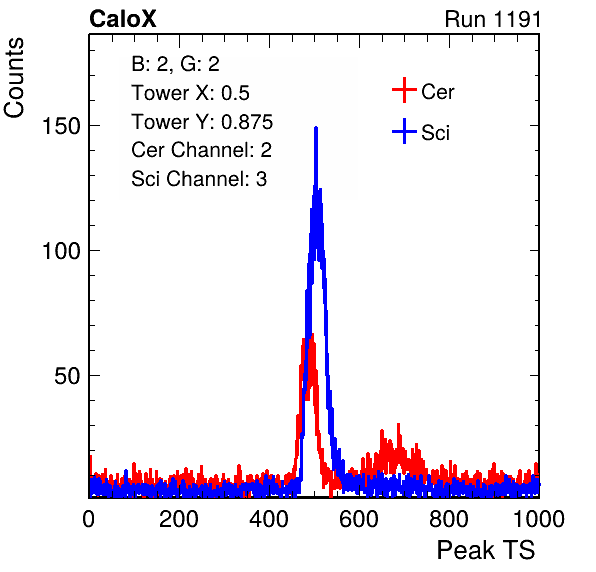 CaloX Run 1191
Counts
B: 2, G: 2
Tower X: 0.5
Tower Y: 0.875
Cer Channel: 2
Sci Channel: 3
Cer
Sci
150
100
50
0 200 400 600 800 1000
Peak TS